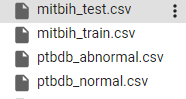 mitbih_test.csv
mitbih_train.csv
ptbdb_abnormal.csv
ptbdb_normal.csv